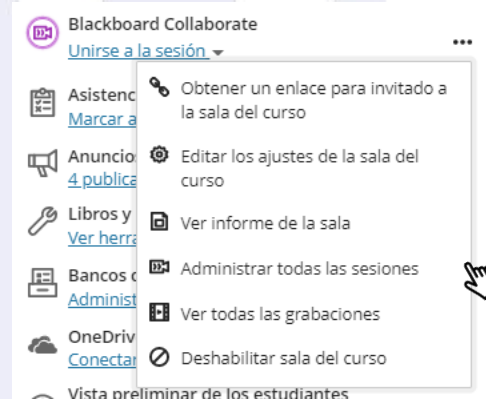 Blackboard Collaborate
Unirse a la sesión
Obtener un enlace para invitado a
la sala del curso
Asistenc
Marcar a
Editar los ajustes de la sala del
curso
Anuncio
4 publica
Libros y
Ver herra
Ver informe de la sala
Administrar todas las sesiones
Bancos
Administ
Ver todas las grabaciones
OneDriv
Conectar
Deshabilitar sala del curso
Vista preliminar de los estudiantes